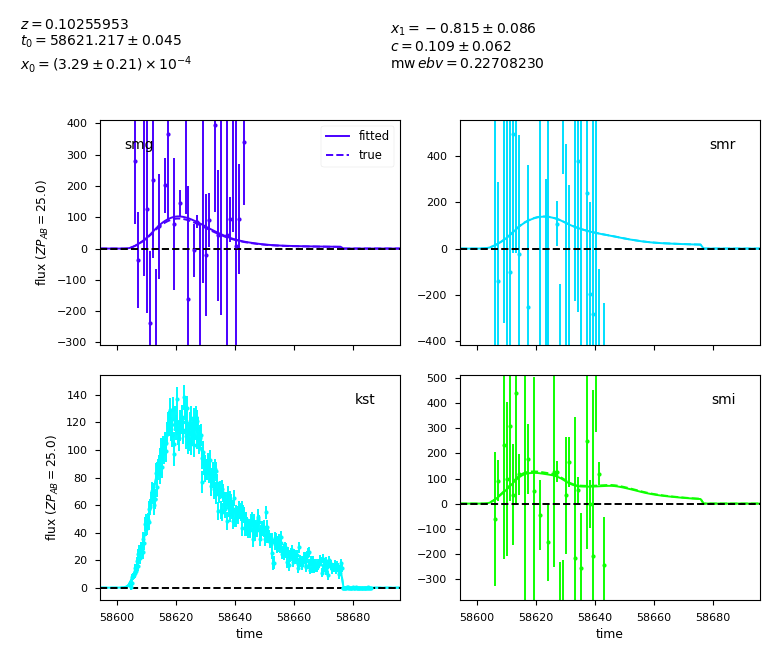 z = 0.10255953
t₀ = 58621.217 ± 0.045
x₀ = (3.29 ± 0.21) × 10⁻⁴
x₁ = −0.815 ± 0.086
c = 0.109 ± 0.062
mw ebv = 0.22708230
smg
fitted
true
400
300
200
100
0
−100
−200
−300
flux (ZP_AB = 25.0)
smr
400
200
0
−200
−400
kst
140
120
100
80
60
40
20
0
flux (ZP_AB = 25.0)
58600 58620 58640 58660 58680
time
smi
500
400
300
200
100
0
−100
−200
−300
58600 58620 58640 58660 58680
time